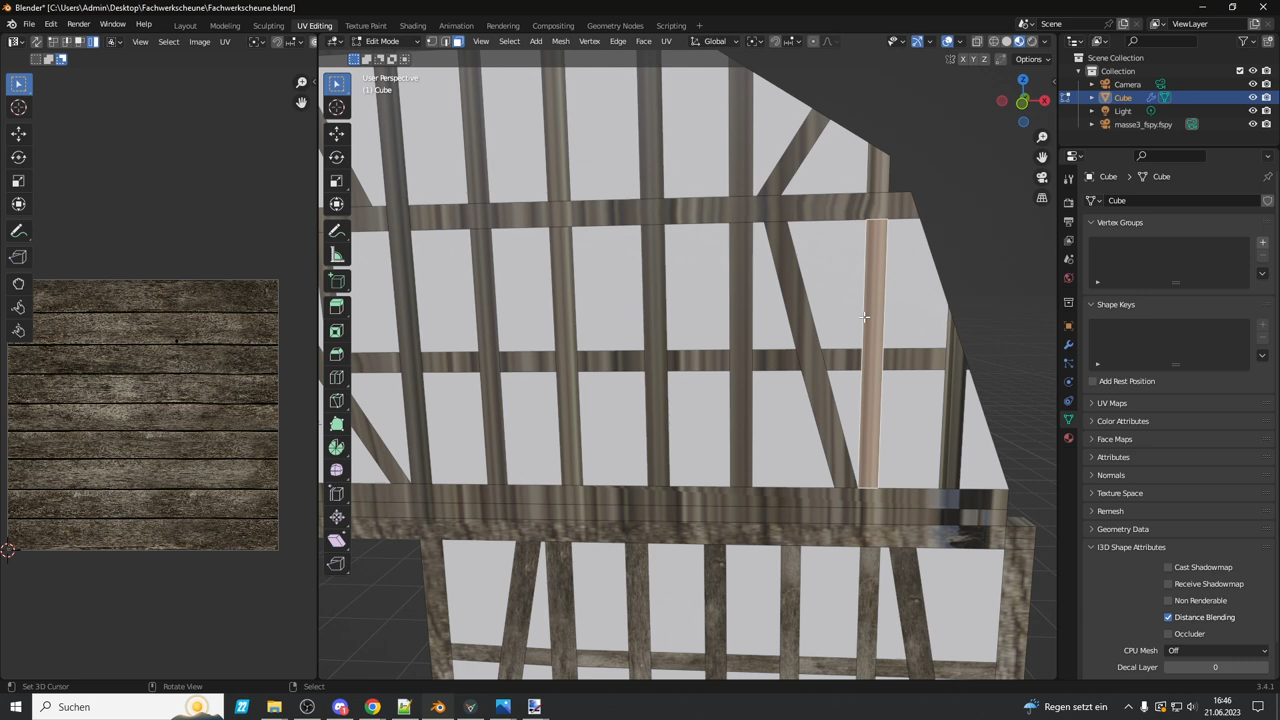 Blender* [C:\Users\Admin\Desktop\Fachwerkscheune\Fachwerkscheune.blend]
File Edit Render Window Help Layout Modeling Sculpting UV Editing Texture Paint Shading Animation Rendering Compositing Geometry Nodes Scripting + Scene ViewLayer
View Select Image UV Edit Mode View Select Add Mesh Vertex Edge Face UV Global
X Y Z Options
User Perspective
(1) Cube
Scene Collection
Collection
Camera
Cube
Light
masse3_fspy.fspy
Cube Cube
Cube
Vertex Groups
Shape Keys
Add Rest Position
UV Maps
Color Attributes
Face Maps
Attributes
Normals
Texture Space
Remesh
Geometry Data
I3D Shape Attributes
Cast Shadowmap
Receive Shadowmap
Non Renderable
Distance Blending
Occluder
CPU Mesh Off
Decal Layer 0
Set 3D Cursor Rotate View Select 3.4.1
Suchen Regen setzt ein 16:46
21.06.2023